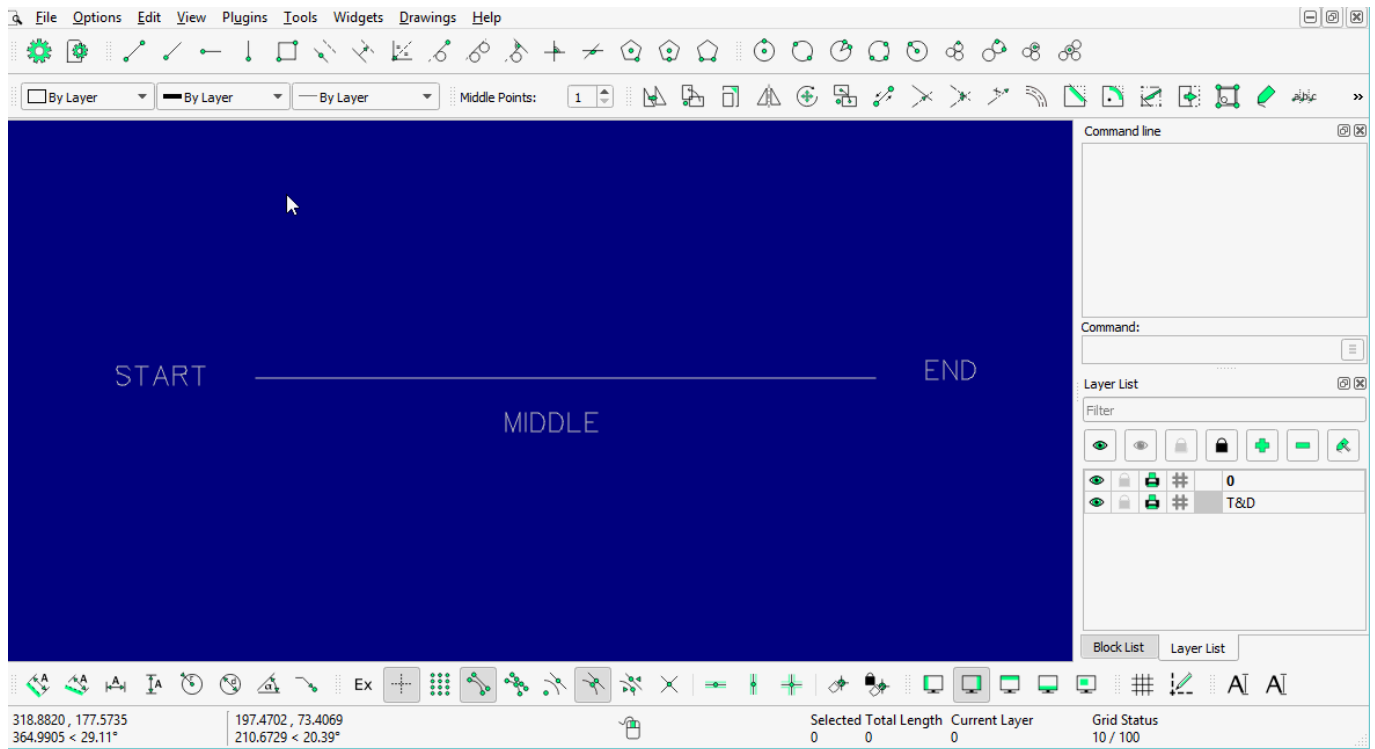 File Options Edit View Plugins Tools Widgets Drawings Help
By Layer By Layer By Layer Middle Points: 1
Command line
Command:
START END
MIDDLE
Layer List
Filter
0
T&D
Block List Layer List
Ex
318.8820 , 177.5735 197.4702 , 73.4069 Selected Total Length Current Layer Grid Status
364.9905 < 29.11° 210.6729 < 20.39° 0 0 0 10 / 100